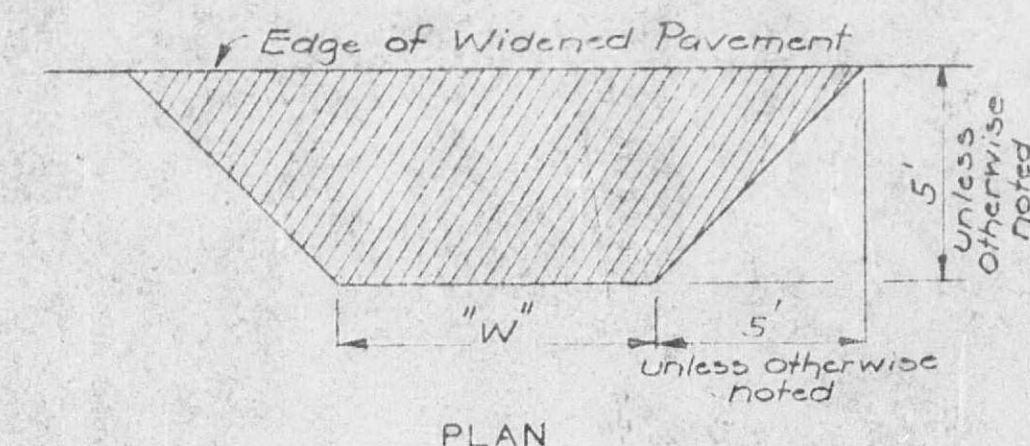 Edge of Widened Pavement
5'
unless
otherwise
noted
"W"
5'
unless otherwise
noted
PLAN